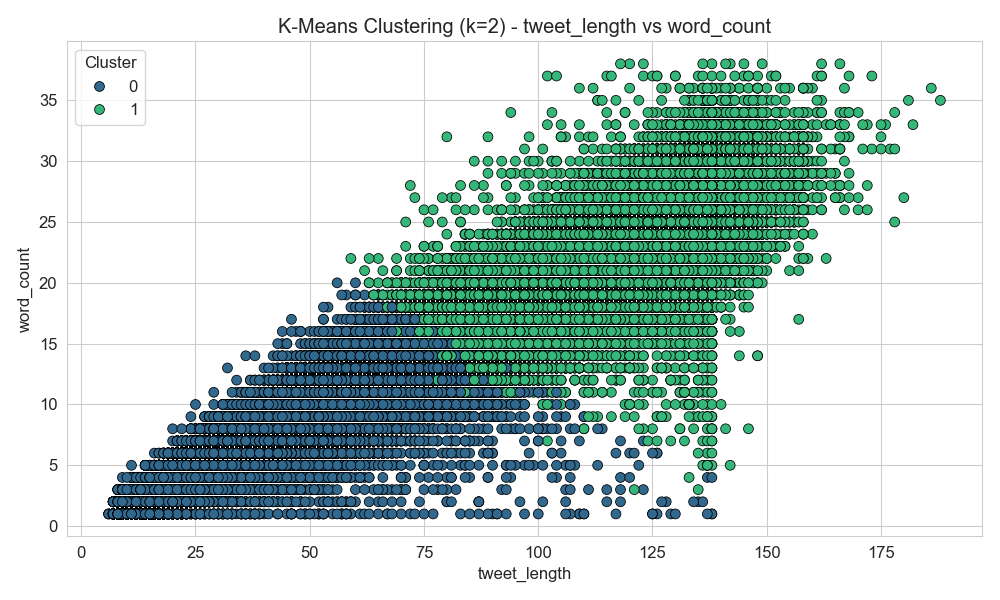 K-Means Clustering (k=2) - tweet_length vs word_count
Cluster
0
1
35
30
25
20
15
10
5
0
word_count
0 25 50 75 100 125 150 175
tweet_length